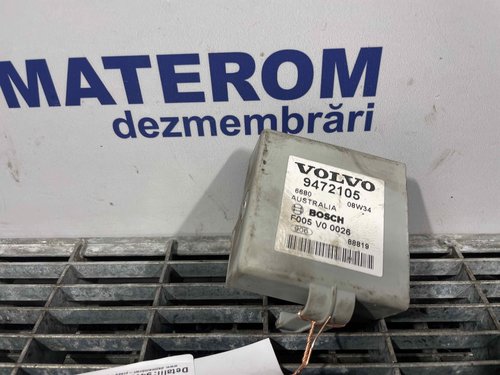 MATEROM
dezmembrări
VOLVO
9472105
6680 08W34
AUSTRALIA
BOSCH
F005 V0 0026
88819